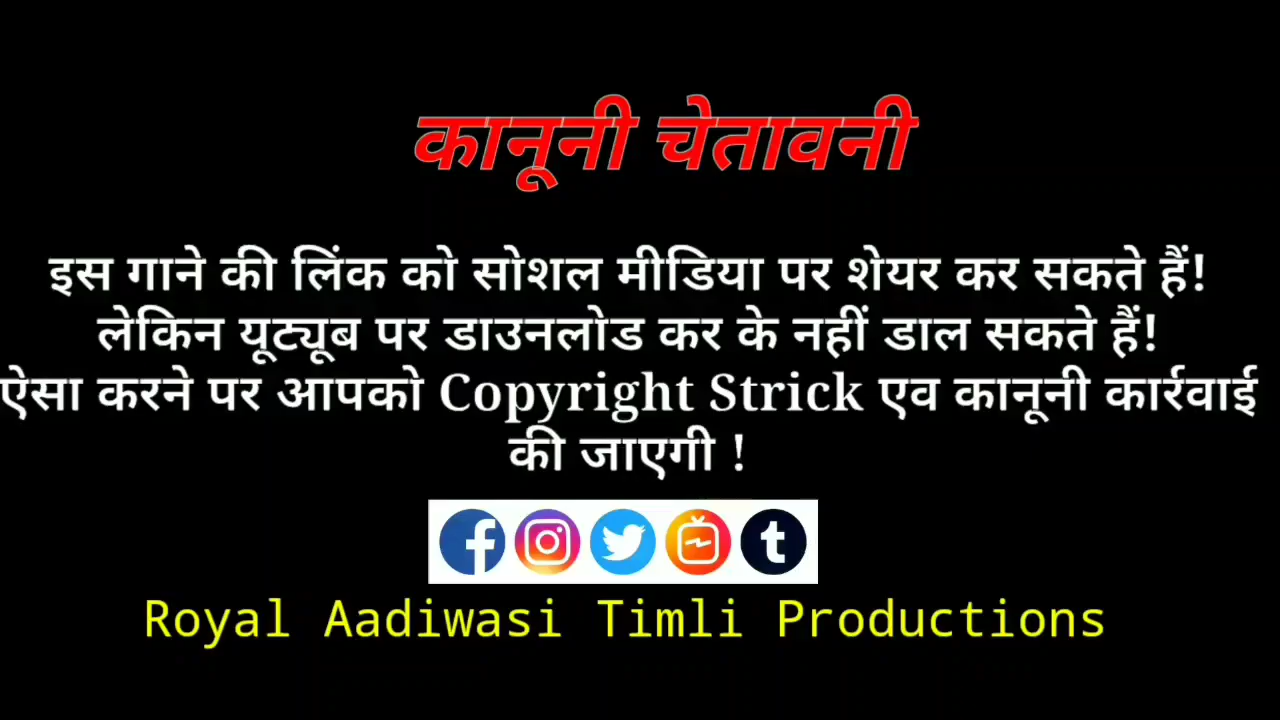 कानूनी चेतावनी
इस गाने की लिंक को सोशल मीडिया पर शेयर कर सकते हैं!
लेकिन यूट्यूब पर डाउनलोड कर के नहीं डाल सकते हैं!
ऐसा करने पर आपको Copyright Strick एव कानूनी कार्रवाई
की जाएगी !
Royal Aadiwasi Timli Productions